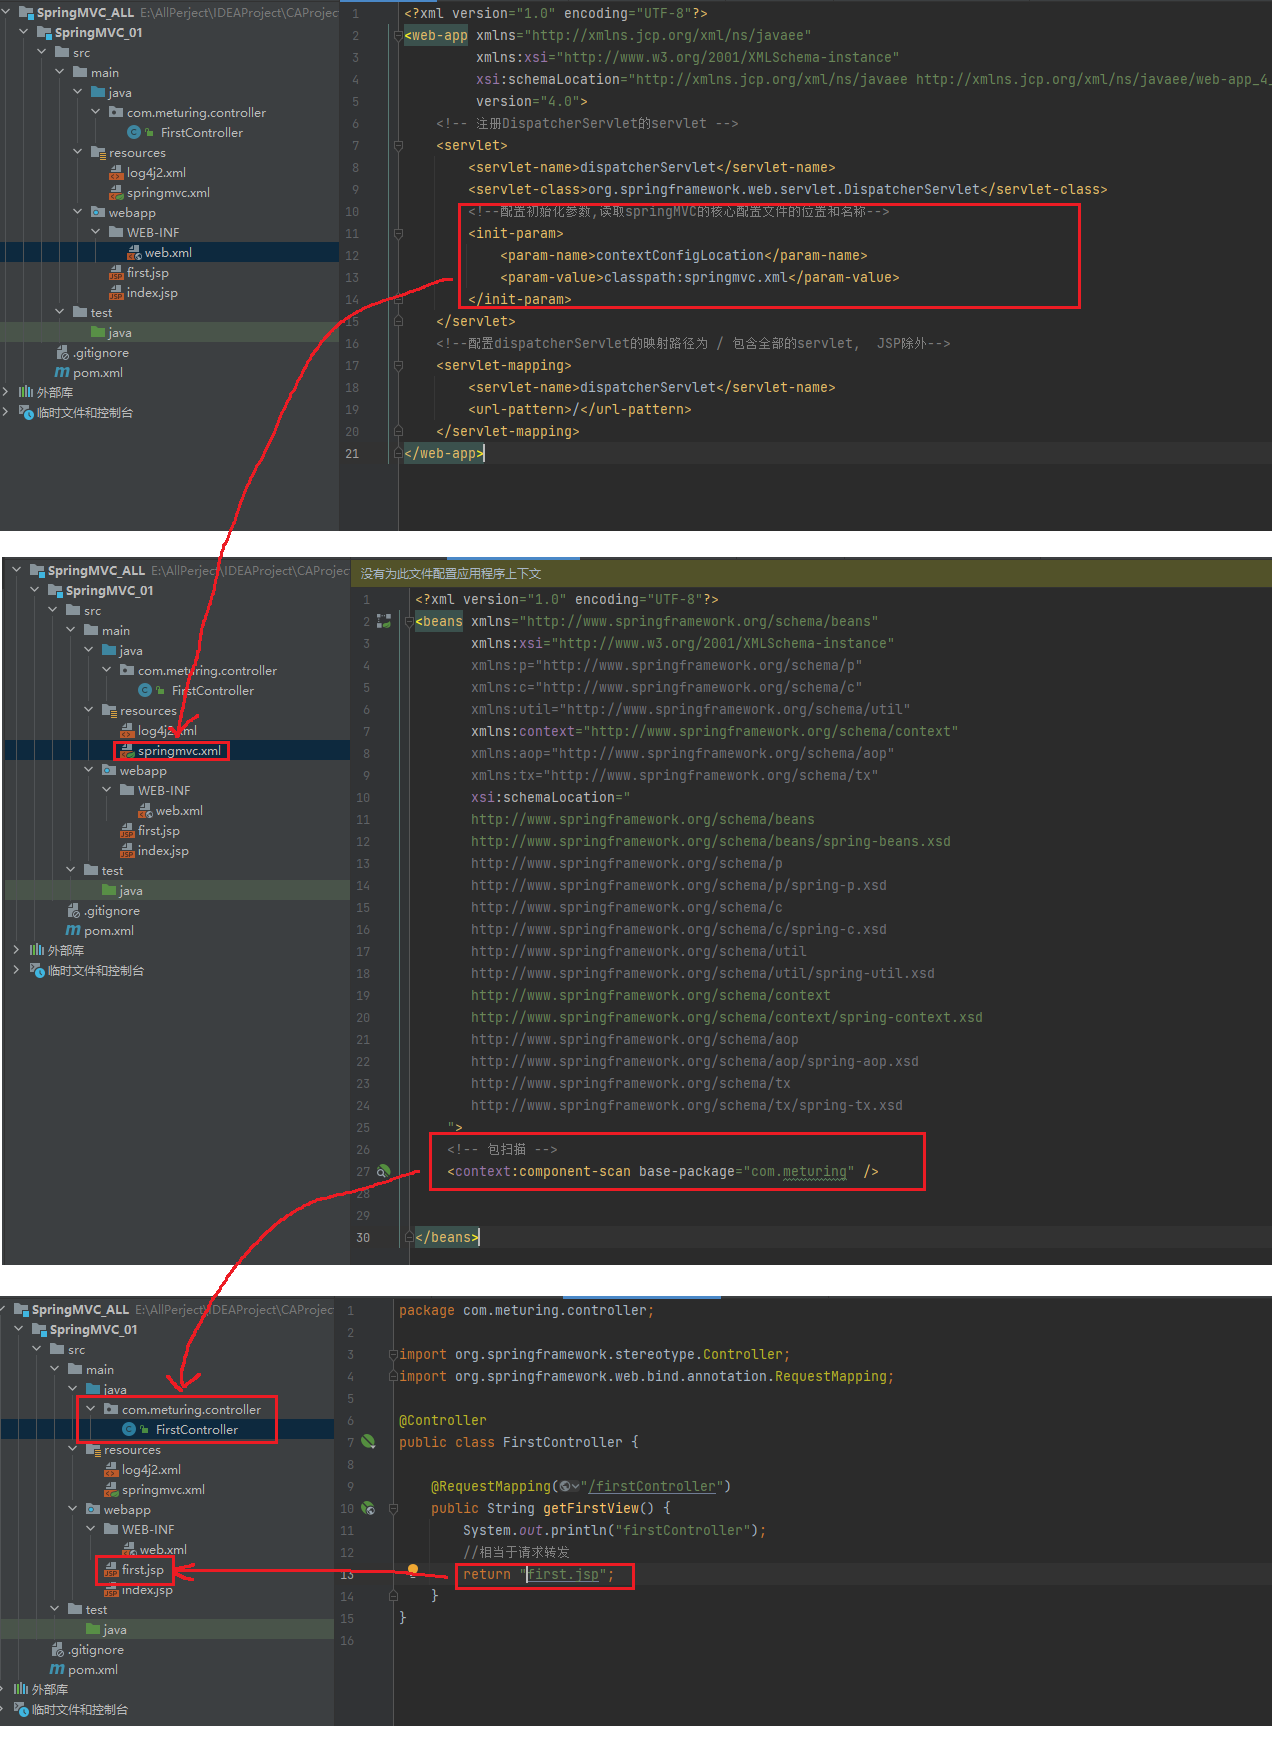 SpringMVC_ALL E:\AllPerject\IDEAProject\CAProjec
SpringMVC_01
src
main
java
com.meturing.controller
FirstController
resources
log4j2.xml
springmvc.xml
webapp
WEB-INF
web.xml
first.jsp
index.jsp
test
java
.gitignore
pom.xml
外部库
临时文件和控制台
1 <?xml version="1.0" encoding="UTF-8"?>
2 <web-app xmlns="http://xmlns.jcp.org/xml/ns/javaee"
3 xmlns:xsi="http://www.w3.org/2001/XMLSchema-instance"
4 xsi:schemaLocation="http://xmlns.jcp.org/xml/ns/javaee http://xmlns.jcp.org/xml/ns/javaee/web-app_4_
5 version="4.0">
6 <!-- 注册DispatcherServlet的servlet -->
7 <servlet>
8 <servlet-name>dispatcherServlet</servlet-name>
9 <servlet-class>org.springframework.web.servlet.DispatcherServlet</servlet-class>
10 <!--配置初始化参数,读取springMVC的核心配置文件的位置和名称-->
11 <init-param>
12 <param-name>contextConfigLocation</param-name>
13 <param-value>classpath:springmvc.xml</param-value>
14 </init-param>
15 </servlet>
16 <!--配置dispatcherServlet的映射路径为 / 包含全部的servlet, JSP除外-->
17 <servlet-mapping>
18 <servlet-name>dispatcherServlet</servlet-name>
19 <url-pattern>/</url-pattern>
20 </servlet-mapping>
21 </web-app>
SpringMVC_ALL E:\AllPerject\IDEAProject\CAProjec
SpringMVC_01
src
main
java
com.meturing.controller
FirstController
resources
log4j2.xml
springmvc.xml
webapp
WEB-INF
web.xml
first.jsp
index.jsp
test
java
.gitignore
pom.xml
外部库
临时文件和控制台
没有为此文件配置应用程序上下文
1 <?xml version="1.0" encoding="UTF-8"?>
2 <beans xmlns="http://www.springframework.org/schema/beans"
3 xmlns:xsi="http://www.w3.org/2001/XMLSchema-instance"
4 xmlns:p="http://www.springframework.org/schema/p"
5 xmlns:c="http://www.springframework.org/schema/c"
6 xmlns:util="http://www.springframework.org/schema/util"
7 xmlns:context="http://www.springframework.org/schema/context"
8 xmlns:aop="http://www.springframework.org/schema/aop"
9 xmlns:tx="http://www.springframework.org/schema/tx"
10 xsi:schemaLocation="
11 http://www.springframework.org/schema/beans
12 http://www.springframework.org/schema/beans/spring-beans.xsd
13 http://www.springframework.org/schema/p
14 http://www.springframework.org/schema/p/spring-p.xsd
15 http://www.springframework.org/schema/c
16 http://www.springframework.org/schema/c/spring-c.xsd
17 http://www.springframework.org/schema/util
18 http://www.springframework.org/schema/util/spring-util.xsd
19 http://www.springframework.org/schema/context
20 http://www.springframework.org/schema/context/spring-context.xsd
21 http://www.springframework.org/schema/aop
22 http://www.springframework.org/schema/aop/spring-aop.xsd
23 http://www.springframework.org/schema/tx
24 http://www.springframework.org/schema/tx/spring-tx.xsd
25 ">
26 <!-- 包扫描 -->
27 <context:component-scan base-package="com.meturing" />
28
29
30 </beans>
SpringMVC_ALL E:\AllPerject\IDEAProject\CAProjec
SpringMVC_01
src
main
java
com.meturing.controller
FirstController
resources
log4j2.xml
springmvc.xml
webapp
WEB-INF
web.xml
first.jsp
index.jsp
test
java
.gitignore
pom.xml
外部库
临时文件和控制台
1 package com.meturing.controller;
2
3 import org.springframework.stereotype.Controller;
4 import org.springframework.web.bind.annotation.RequestMapping;
5
6 @Controller
7 public class FirstController {
8
9 @RequestMapping("/firstController")
10 public String getFirstView() {
11 System.out.println("firstController");
12 //相当于请求转发
13 return "first.jsp";
14 }
15 }
16